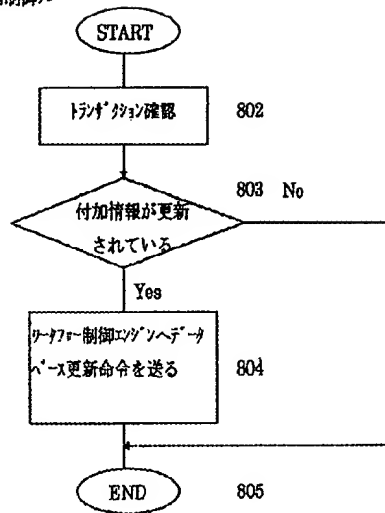 START
トランザクション確認 802
803 No
付加情報が更新
されている
Yes
ワークフロー制御エンジンへデータ
ベース更新命令を送る 804
END 805